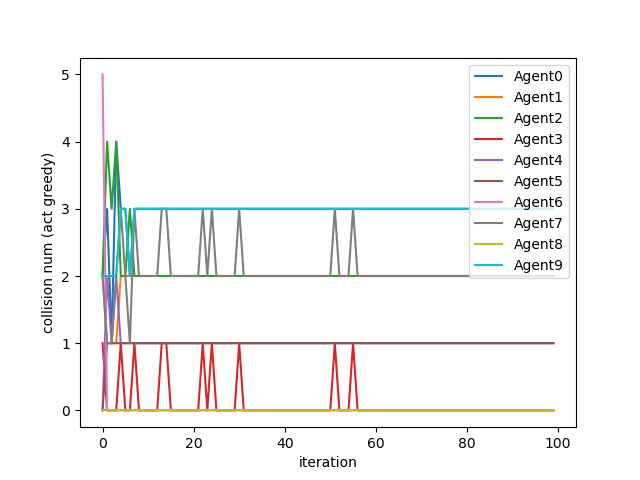 5
4
3
2
1
0
collision num (act greedy)
0
20
40
60
80
100
iteration
Agent0
Agent1
Agent2
Agent3
Agent4
Agent5
Agent6
Agent7
Agent8
Agent9